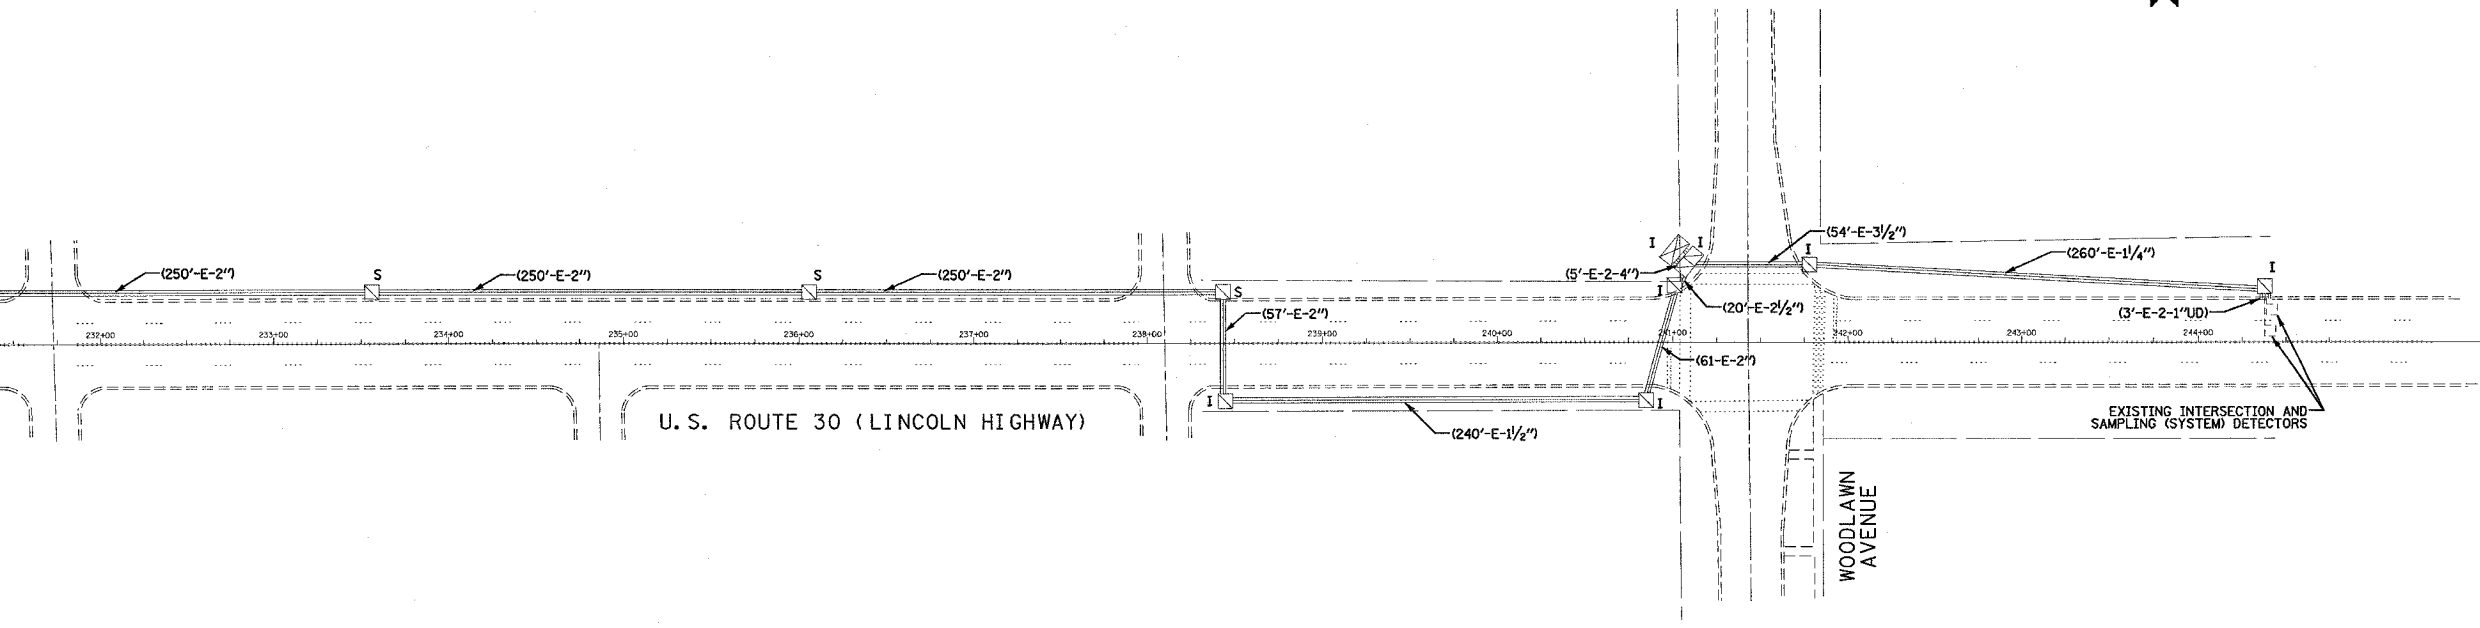 (54'-E-3½")
I
I
I
(260'-E-1¼")
(250'-E-2")
S
(250'-E-2")
S
(250'-E-2")
(5'-E-2-4")
I
S
I
(20'-E-2½")
(57'-E-2")
(3'-E-2-1"UD)
232+00
233+00
234+00
235+00
236+00
237+00
238+00
239+00
240+00
241+00
242+00
243+00
244+00
(61-E-2")
I
I
U.S. ROUTE 30 (LINCOLN HIGHWAY)
(240'-E-1½")
EXISTING INTERSECTION AND
SAMPLING (SYSTEM) DETECTORS
WOODLAWN
AVENUE